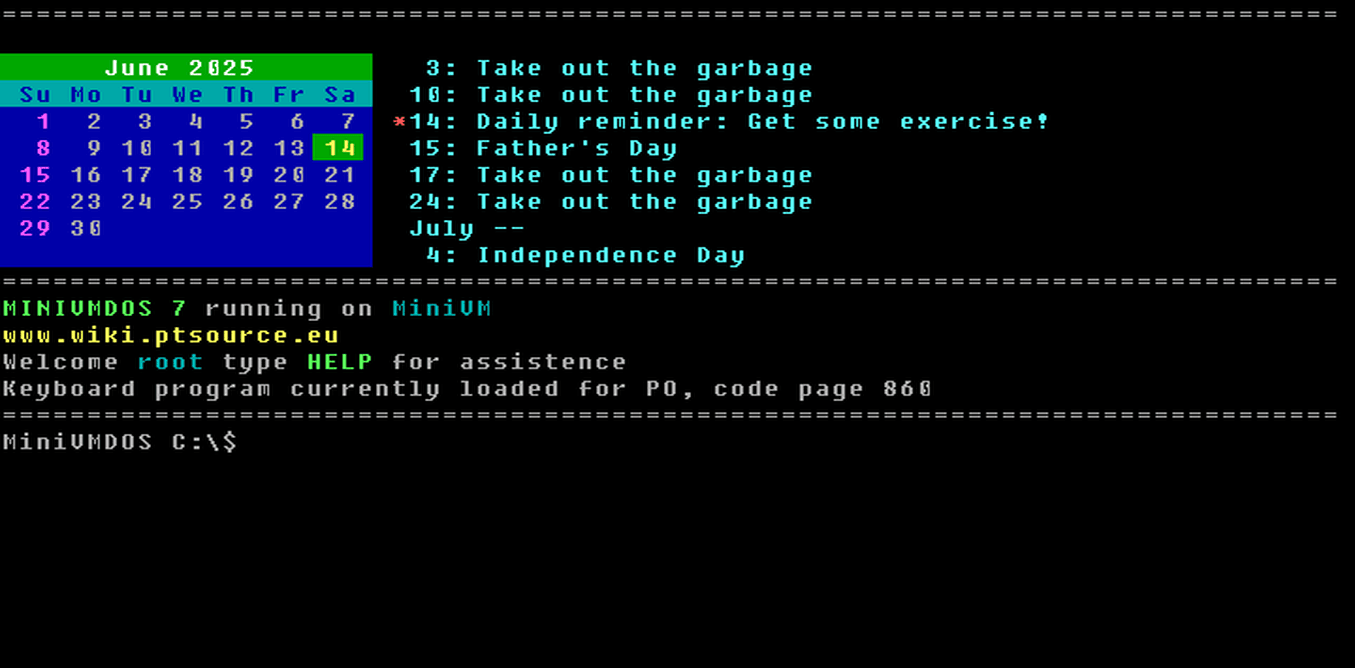 ===============================================================================
June 2025
Su Mo Tu We Th Fr Sa
1 2 3 4 5 6 7
8 9 10 11 12 13 14
15 16 17 18 19 20 21
22 23 24 25 26 27 28
29 30
3: Take out the garbage
10: Take out the garbage
*14: Daily reminder: Get some exercise!
15: Father's Day
17: Take out the garbage
24: Take out the garbage
July --
4: Independence Day
===============================================================================
MINIVMDOS 7 running on MiniVM
www.wiki.ptsource.eu
Welcome root type HELP for assistence
Keyboard program currently loaded for PO, code page 860
===============================================================================
MiniVMDOS C:\$